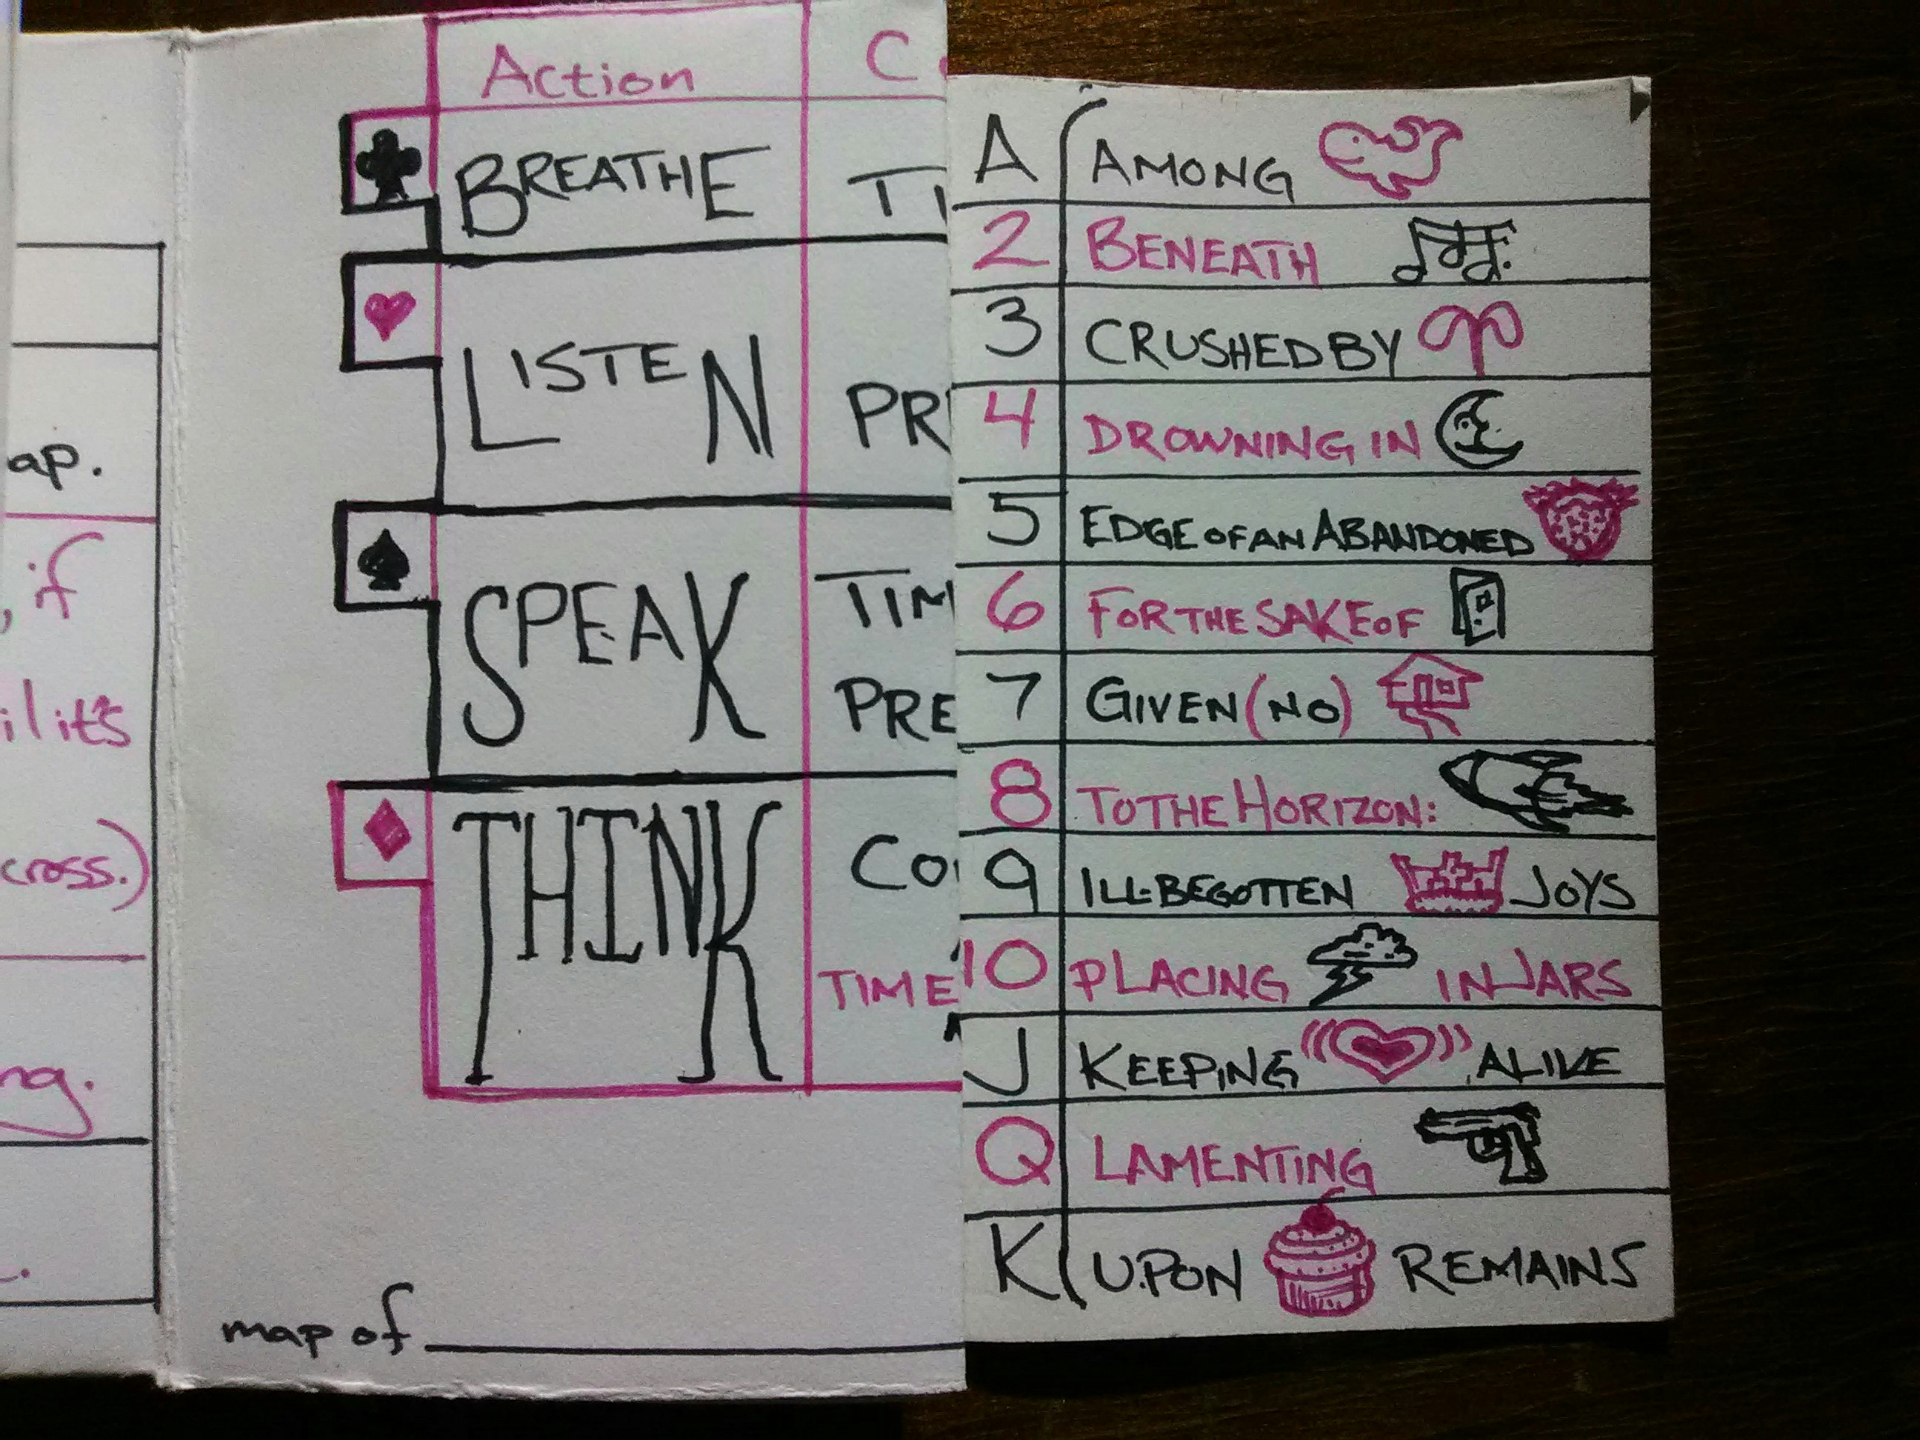 ap.
, if
il it's
cross.)
ng.
Action
C
BREATHE
TI
LISTEN
PR
SPEAK
TIM
PRE
THINK
CO
TIME
map of
A AMONG
2 BENEATH
3 CRUSHED BY
4 DROWNING IN
5 EDGE OF AN ABANDONED
6 FOR THE SAKE OF
7 GIVEN (NO)
8 TO THE HORIZON:
9 ILL-BEGOTTEN JOYS
10 PLACING IN JARS
J KEEPING ALIVE
Q LAMENTING
K UPON REMAINS